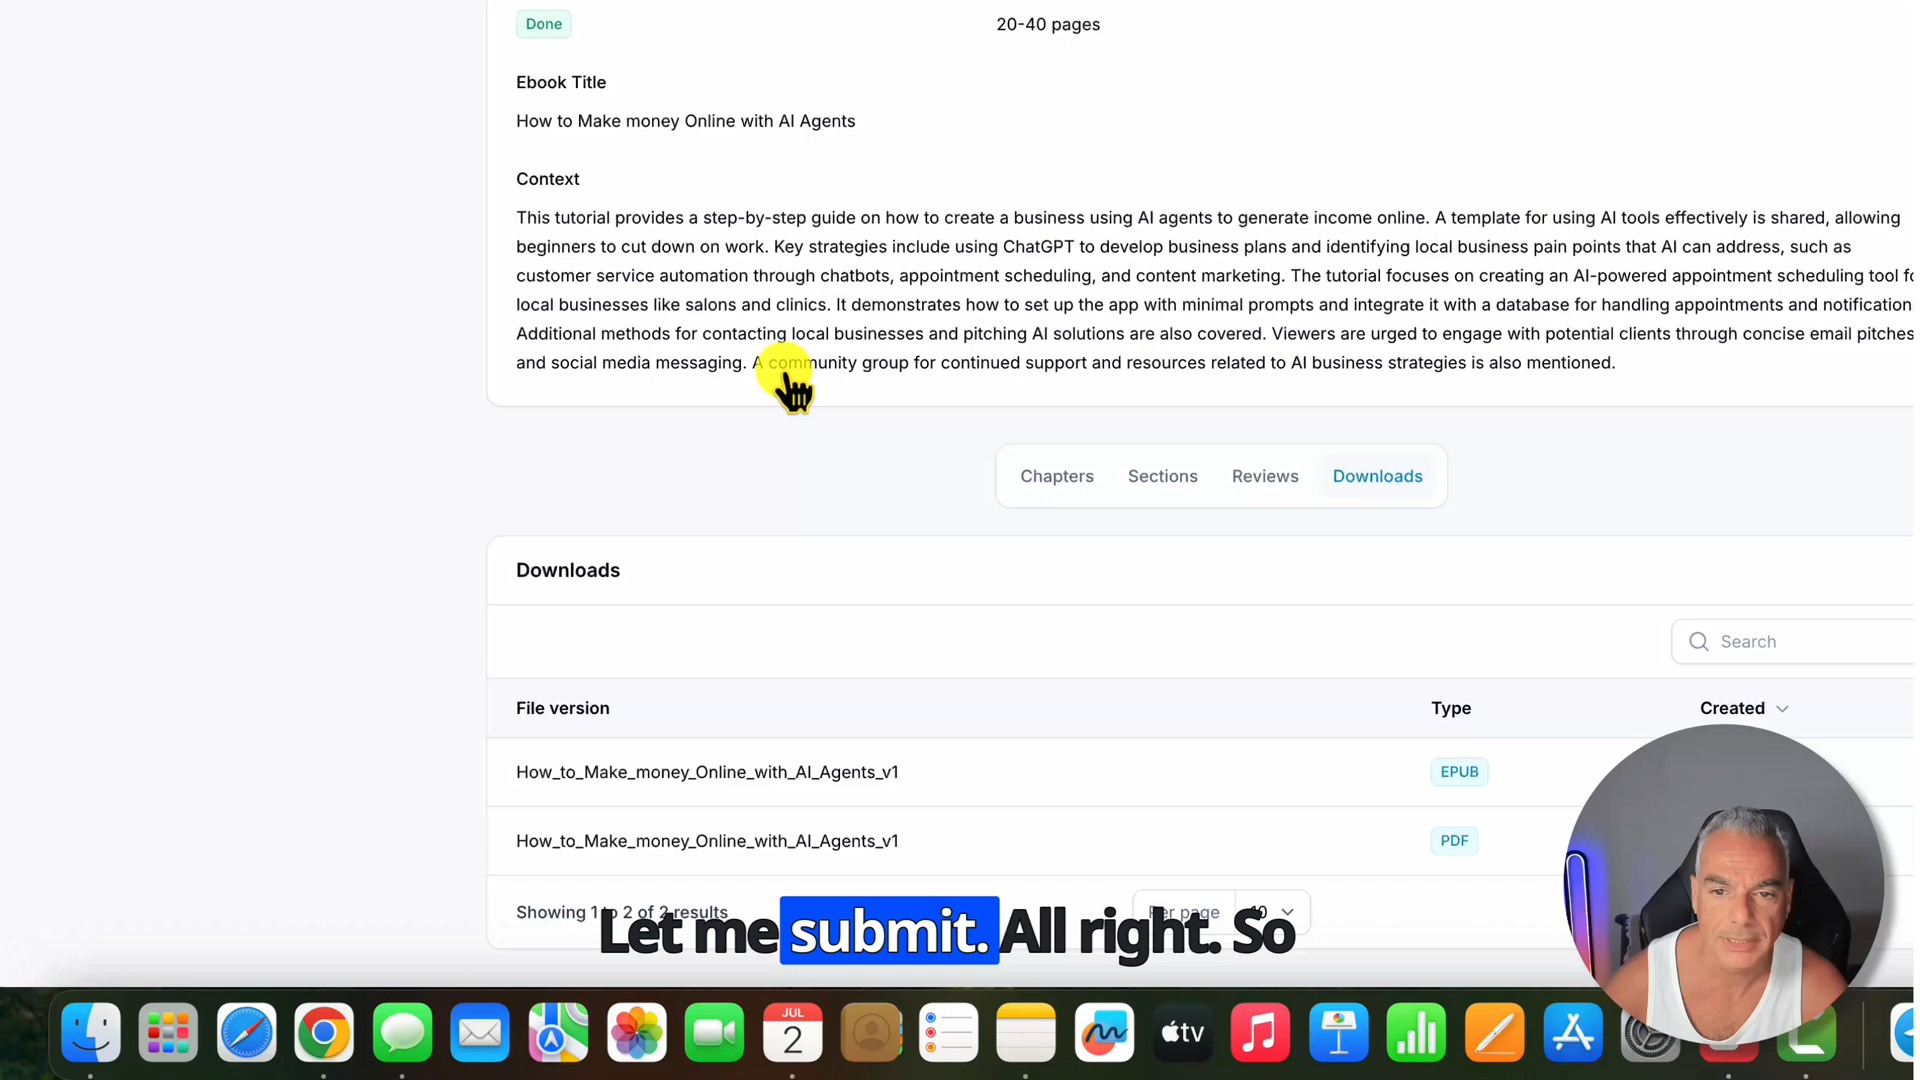 Done
20-40 pages
Ebook Title
How to Make money Online with AI Agents
Context
This tutorial provides a step-by-step guide on how to create a business using AI agents to generate income online. A template for using AI tools effectively is shared, allowing
beginners to cut down on work. Key strategies include using ChatGPT to develop business plans and identifying local business pain points that AI can address, such as
customer service automation through chatbots, appointment scheduling, and content marketing. The tutorial focuses on creating an AI-powered appointment scheduling tool fo
local businesses like salons and clinics. It demonstrates how to set up the app with minimal prompts and integrate it with a database for handling appointments and notification
Additional methods for contacting local businesses and pitching AI solutions are also covered. Viewers are urged to engage with potential clients through concise email pitches
and social media messaging. A community group for continued support and resources related to AI business strategies is also mentioned.
Chapters Sections Reviews Downloads
Downloads
Search
File version Type Created
How_to_Make_money_Online_with_AI_Agents_v1 EPUB
How_to_Make_money_Online_with_AI_Agents_v1 PDF
Showing 1 to 2 of 2 results Per page 10
Let me submit. All right. So
JUL
2
tv